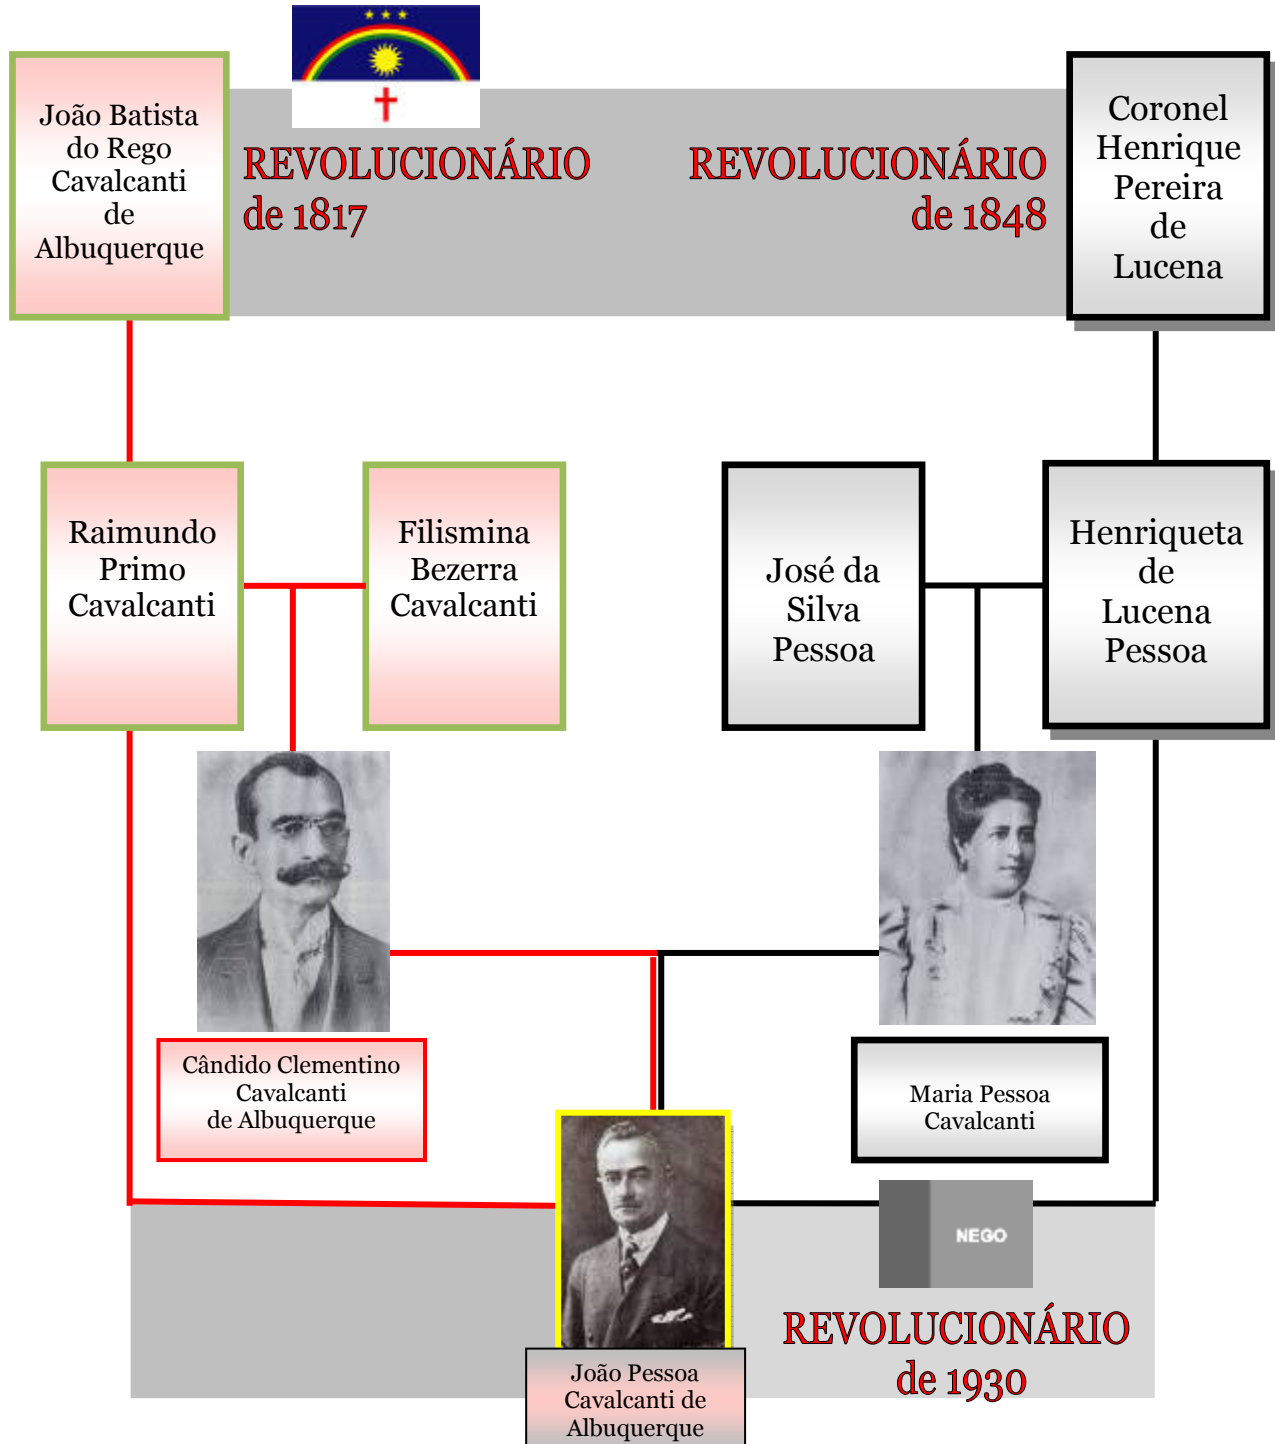 João Batista
do Rego
Cavalcanti
de
Albuquerque
REVOLUCIONÁRIO
de 1817
REVOLUCIONÁRIO
de 1848
Coronel
Henrique
Pereira
de
Lucena
Raimundo
Primo
Cavalcanti
Filismina
Bezerra
Cavalcanti
José da
Silva
Pessoa
Henriqueta
de
Lucena
Pessoa
Cândido Clementino
Cavalcanti
de Albuquerque
Maria Pessoa
Cavalcanti
NEGO
REVOLUCIONÁRIO
de 1930
João Pessoa
Cavalcanti de
Albuquerque